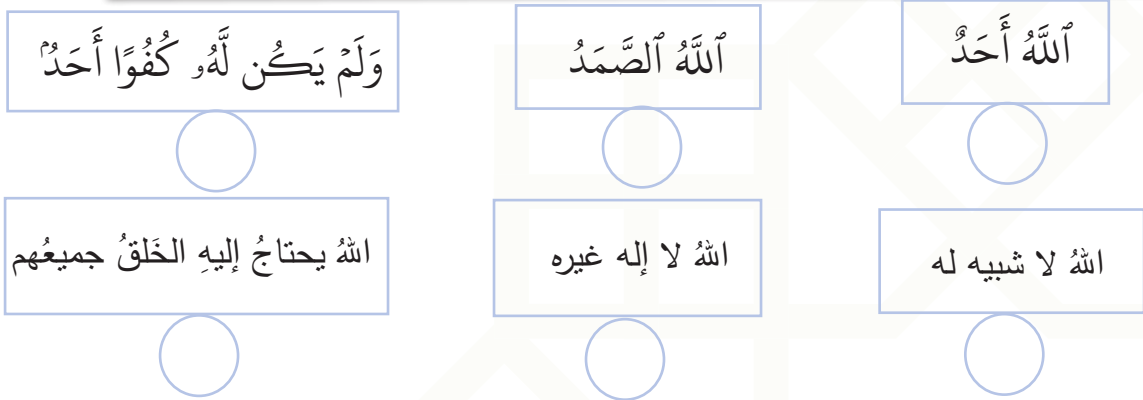 ٱللَّهُ أَحَدٌ
ٱللَّهُ ٱلصَّمَدُ
وَلَمۡ يَكُن لَّهُۥ كُفُوًا أَحَدُۢ
اللهُ لا شبيه له
اللهُ لا إله غيره
اللهُ يحتاجُ إليهِ الخَلقُ جميعُهم